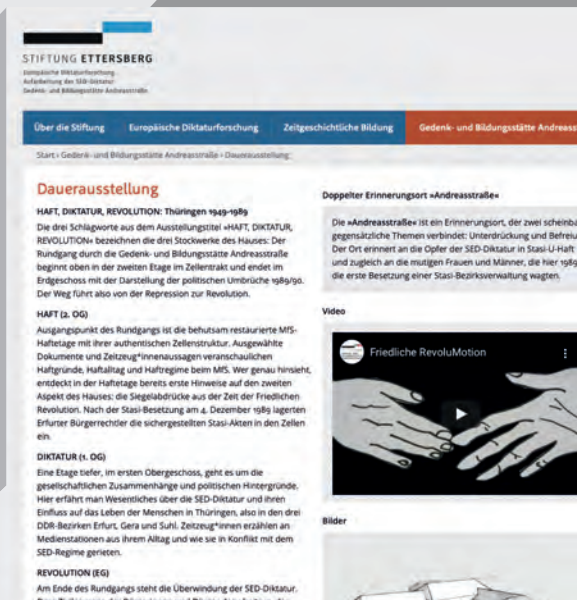 STIFTUNG ETTERSBERG
Europäische Diktaturforschung
Aufarbeitung der SED-Diktatur
Gedenk- und Bildungsstätte Andreasstraße
Über die Stiftung
Europäische Diktaturforschung
Zeitgeschichtliche Bildung
Gedenk- und Bildungsstätte Andreass
Start › Gedenk- und Bildungsstätte Andreasstraße › Dauerausstellung
Dauerausstellung
HAFT, DIKTATUR, REVOLUTION: Thüringen 1949-1989
Die drei Schlagworte aus dem Ausstellungstitel »HAFT, DIKTATUR,
REVOLUTION« bezeichnen die drei Stockwerke des Hauses: Der
Rundgang durch die Gedenk- und Bildungsstätte Andreasstraße
beginnt oben in der zweiten Etage im Zellentrakt und endet im
Erdgeschoss mit der Darstellung der politischen Umbrüche 1989/90.
Der Weg führt also von der Repression zur Revolution.
HAFT (2. OG)
Ausgangspunkt des Rundgangs ist die behutsam restaurierte MfS-
Haftetage mit ihrer authentischen Zellenstruktur. Ausgewählte
Dokumente und Zeitzeug*innenaussagen veranschaulichen
Haftgründe, Haftalltag und Haftregime beim MfS. Wer genau hinsieht,
entdeckt in der Haftetage bereits erste Hinweise auf den zweiten
Aspekt des Hauses: die Siegelabdrücke aus der Zeit der Friedlichen
Revolution. Nach der Stasi-Besetzung am 4. Dezember 1989 lagerten
Erfurter Bürgerrechtler die sichergestellten Stasi-Akten in den Zellen
ein.
DIKTATUR (1. OG)
Eine Etage tiefer, im ersten Obergeschoss, geht es um die
gesellschaftlichen Zusammenhänge und politischen Hintergründe.
Hier erfährt man Wesentliches über die SED-Diktatur und ihren
Einfluss auf das Leben der Menschen in Thüringen, also in den drei
DDR-Bezirken Erfurt, Gera und Suhl. Zeitzeug*innen erzählen an
Medienstationen aus ihrem Alltag und wie sie in Konflikt mit dem
SED-Regime gerieten.
REVOLUTION (EG)
Am Ende des Rundgangs steht die Überwindung der SED-Diktatur.
Doppelter Erinnerungsort »Andreasstraße«
Die »Andreasstraße« ist ein Erinnerungsort, der zwei scheinba
gegensätzliche Themen verbindet: Unterdrückung und Befreiu
Der Ort erinnert an die Opfer der SED-Diktatur in Stasi-U-Haft
und zugleich an die mutigen Frauen und Männer, die hier 1989
die erste Besetzung einer Stasi-Bezirksverwaltung wagten.
Video
Friedliche RevoluMotion
Bilder